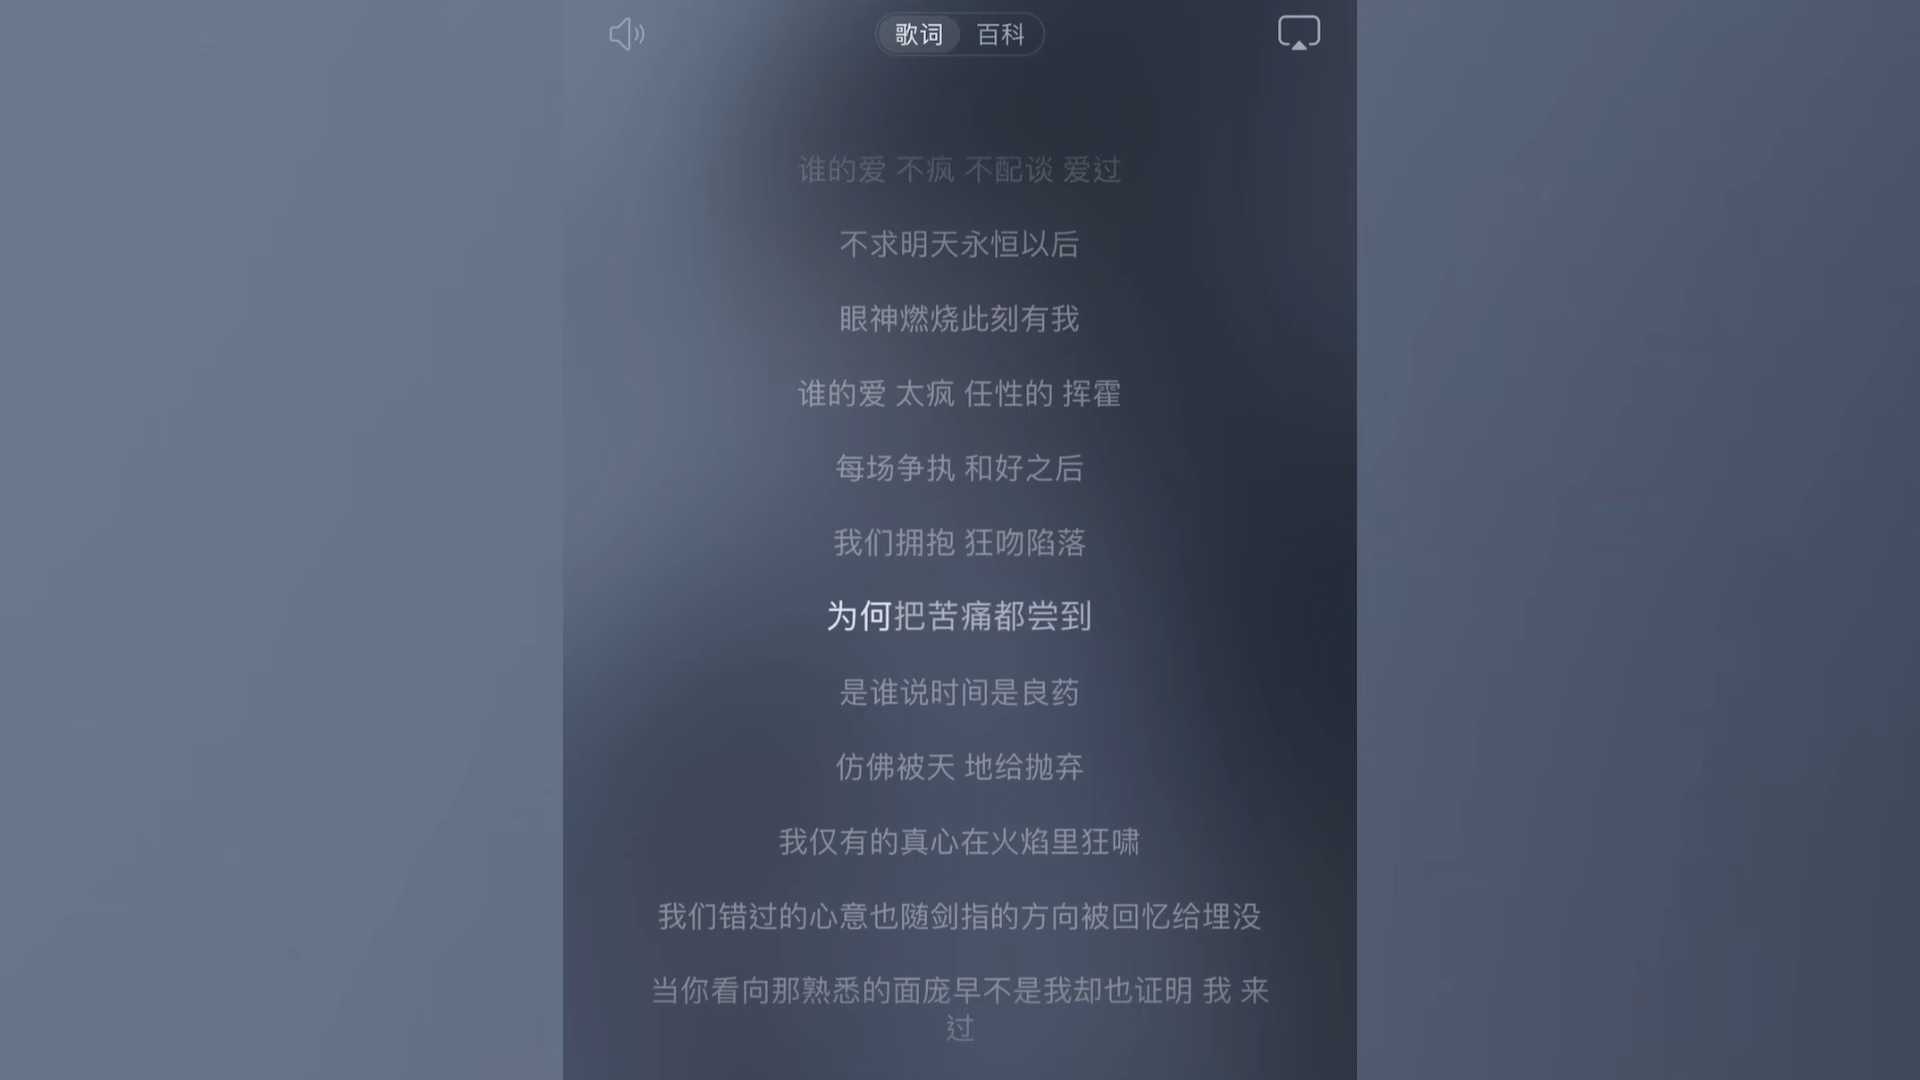 歌词 百科
谁的爱 不疯 不配谈 爱过
不求明天永恒以后
眼神燃烧此刻有我
谁的爱 太疯 任性的 挥霍
每场争执 和好之后
我们拥抱 狂吻陷落
为何把苦痛都尝到
是谁说时间是良药
仿佛被天 地给抛弃
我仅有的真心在火焰里狂啸
我们错过的心意也随剑指的方向被回忆给埋没
当你看向那熟悉的面庞早不是我却也证明 我 来
过